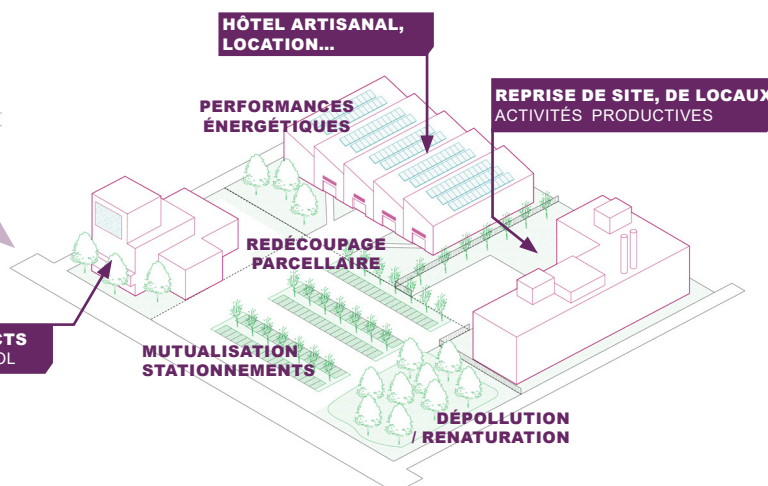 HÔTEL ARTISANAL,
LOCATION...
PERFORMANCES
ÉNERGÉTIQUES
REPRISE DE SITE, DE LOCAUX
ACTIVITÉS PRODUCTIVES
REDÉCOUPAGE
PARCELLAIRE
MUTUALISATION
STATIONNEMENTS
DÉPOLLUTION
/ RENATURATION